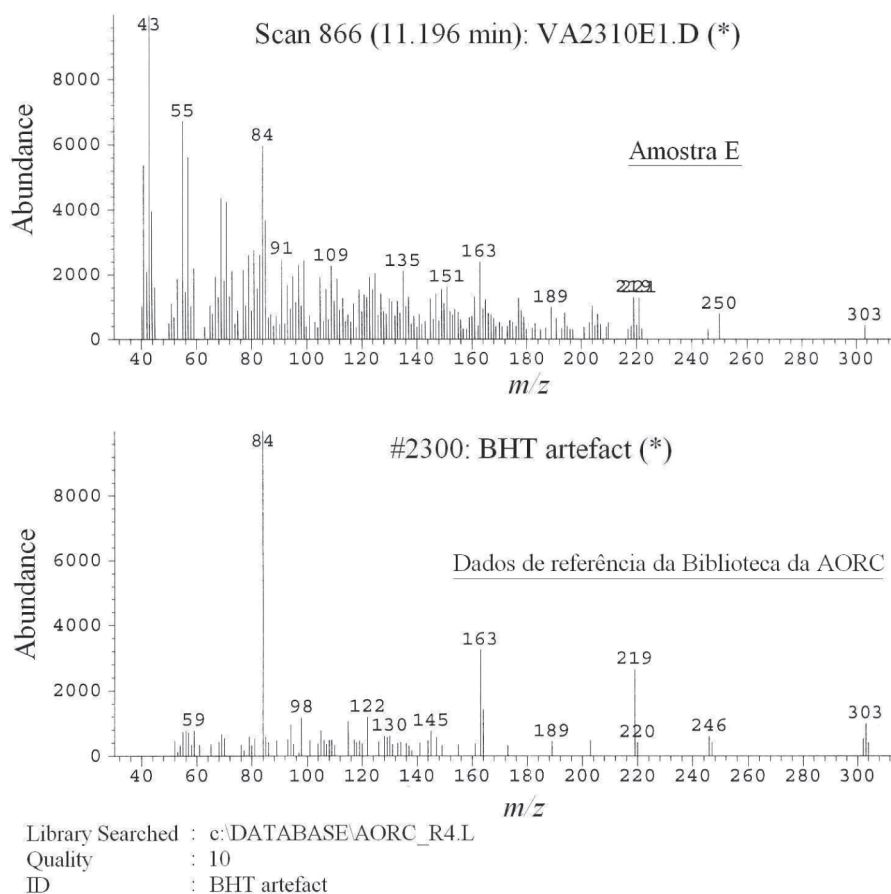 Scan 866 (11.196 min): VA2310E1.D (*)
Amostra E
Abundance
8000
6000
4000
2000
0
43
55
84
91
109
135
151
163
189
219
221
250
303
40 60 80 100 120 140 160 180 200 220 240 260 280 300
m/z
#2300: BHT artefact (*)
Dados de referência da Biblioteca da AORC
Abundance
8000
6000
4000
2000
0
59
84
98
122
130
145
163
189
219
220
246
303
40 60 80 100 120 140 160 180 200 220 240 260 280 300
m/z
Library Searched : c:\DATABASE\AORC_R4.L
Quality : 10
ID : BHT artefact